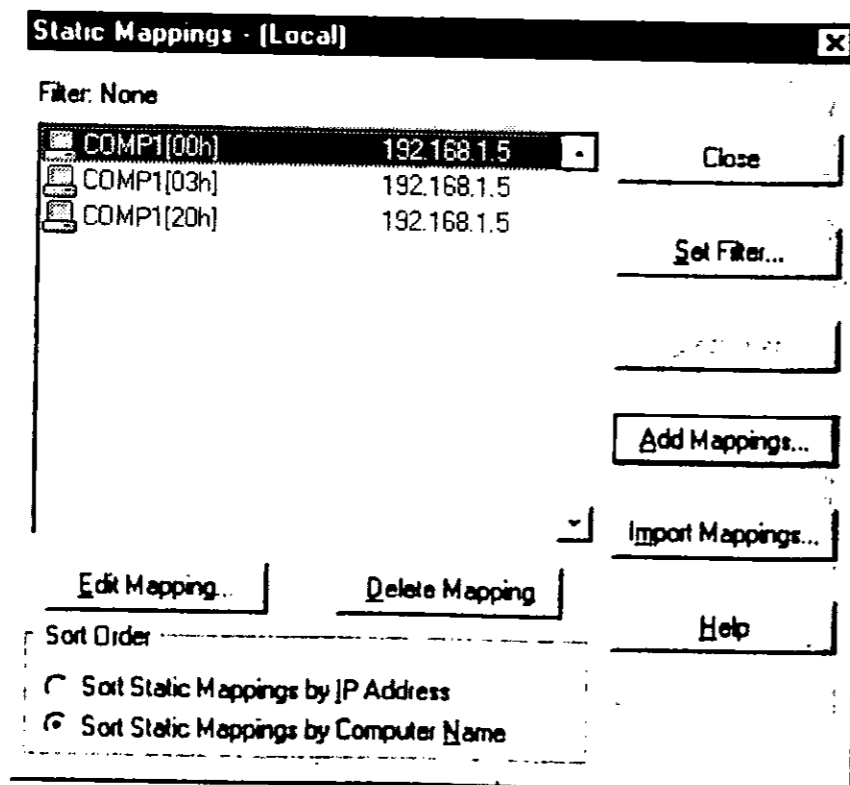 Static Mappings - (Local)
Filter: None
COMP1[00h] 192.168.1.5
COMP1[03h] 192.168.1.5
COMP1[20h] 192.168.1.5
Close
Set Filter...
Add Mappings...
Import Mappings...
Edit Mapping...
Delete Mapping
Help
Sort Order
Sort Static Mappings by IP Address
Sort Static Mappings by Computer Name